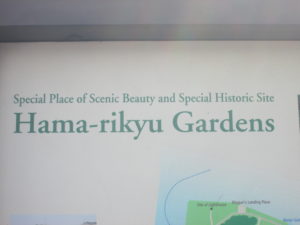 Special Place of Scenic Beauty and Special Historic Site
Hama-rikyu Gardens